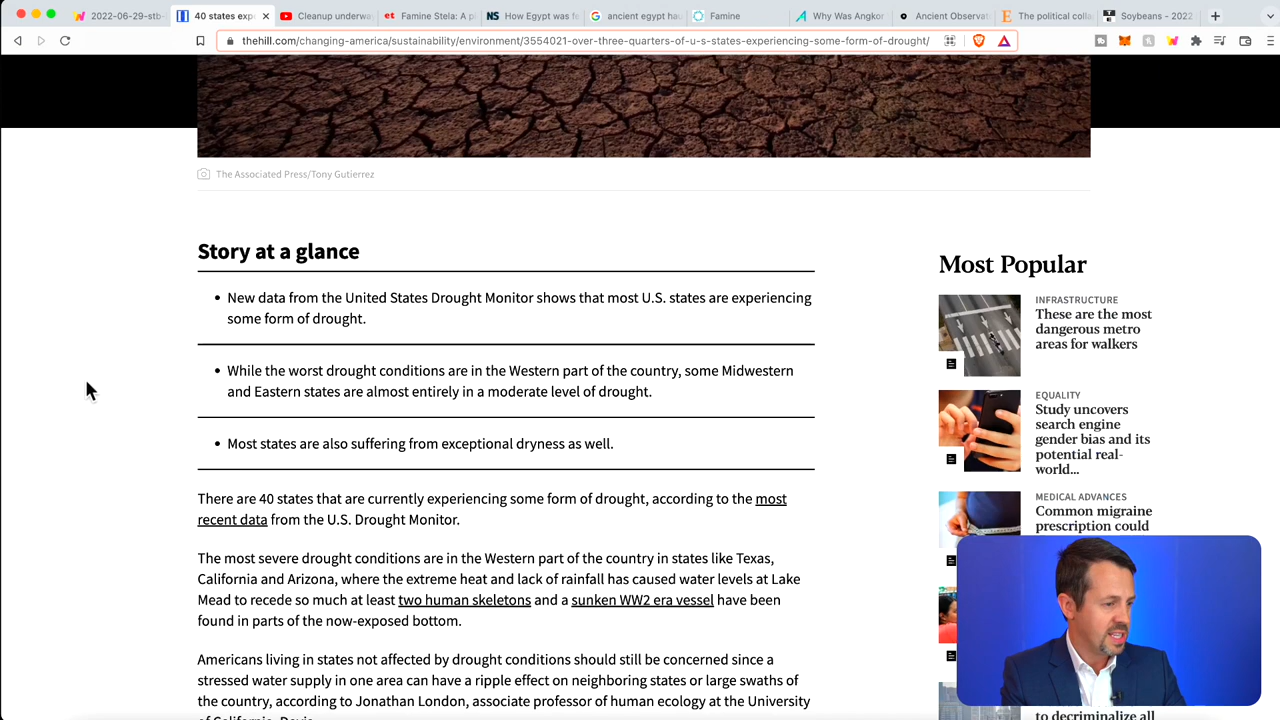 2022-06-29-stb-
40 states exp
Cleanup underwa
Famine Stela: A p
How Egypt was f
ancient egypt hau
Famine
Why Was Angkor
Ancient Observat
The political colla
Soybeans - 2022
thehill.com/changing-america/sustainability/environment/3554021-over-three-quarters-of-u-s-states-experiencing-some-form-of-drought/
The Associated Press/Tony Gutierrez
Story at a glance
• New data from the United States Drought Monitor shows that most U.S. states are experiencing
some form of drought.
• While the worst drought conditions are in the Western part of the country, some Midwestern
and Eastern states are almost entirely in a moderate level of drought.
• Most states are also suffering from exceptional dryness as well.
There are 40 states that are currently experiencing some form of drought, according to the most
recent data from the U.S. Drought Monitor.
The most severe drought conditions are in the Western part of the country in states like Texas,
California and Arizona, where the extreme heat and lack of rainfall has caused water levels at Lake
Mead to recede so much at least two human skeletons and a sunken WW2 era vessel have been
found in parts of the now-exposed bottom.
Americans living in states not affected by drought conditions should still be concerned since a
stressed water supply in one area can have a ripple effect on neighboring states or large swaths of
the country, according to Jonathan London, associate professor of human ecology at the University
of California, Davis
Most Popular
INFRASTRUCTURE
These are the most
dangerous metro
areas for walkers
EQUALITY
Study uncovers
search engine
gender bias and its
potential real-
world...
MEDICAL ADVANCES
Common migraine
prescription could
to decriminalize all